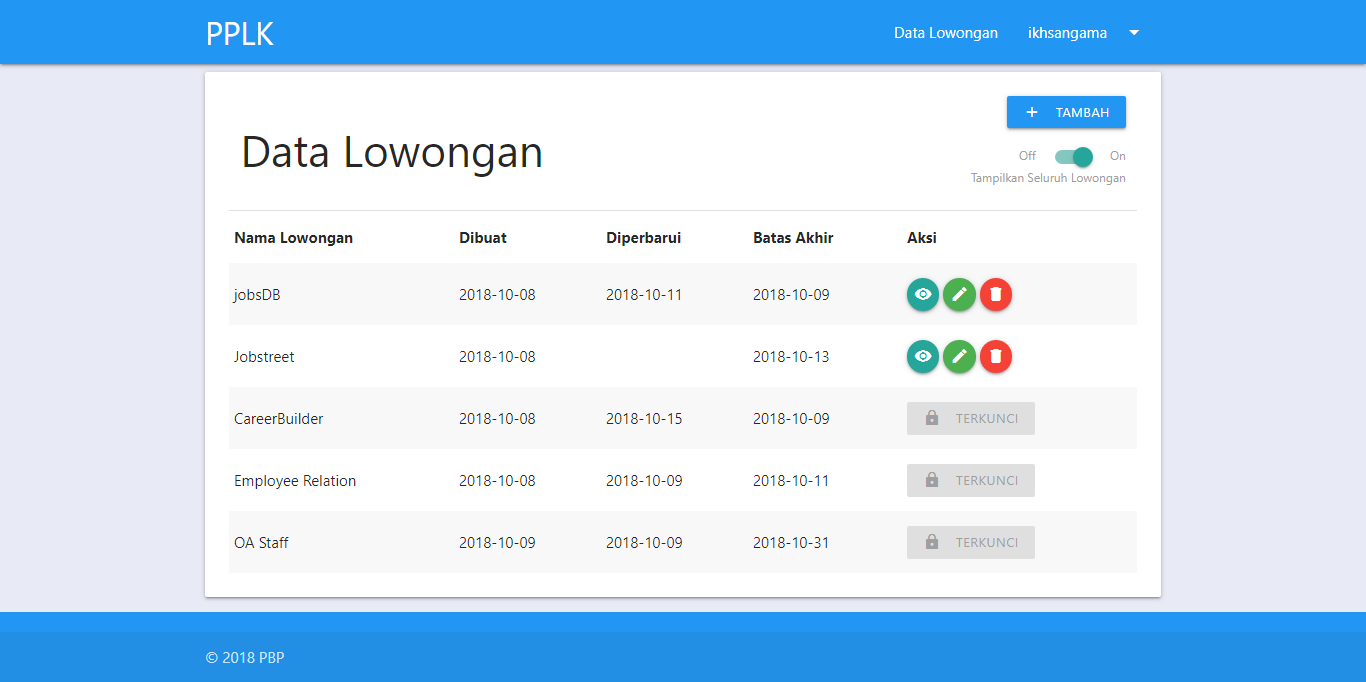 PPLK Data Lowongan ikhsangama
TAMBAH
Data Lowongan
Off On
Tampilkan Seluruh Lowongan
Nama Lowongan Dibuat Diperbarui Batas Akhir Aksi
jobsDB 2018-10-08 2018-10-11 2018-10-09
Jobstreet 2018-10-08 2018-10-13
CareerBuilder 2018-10-08 2018-10-15 2018-10-09 TERKUNCI
Employee Relation 2018-10-08 2018-10-09 2018-10-11 TERKUNCI
OA Staff 2018-10-09 2018-10-09 2018-10-31 TERKUNCI
© 2018 PBP